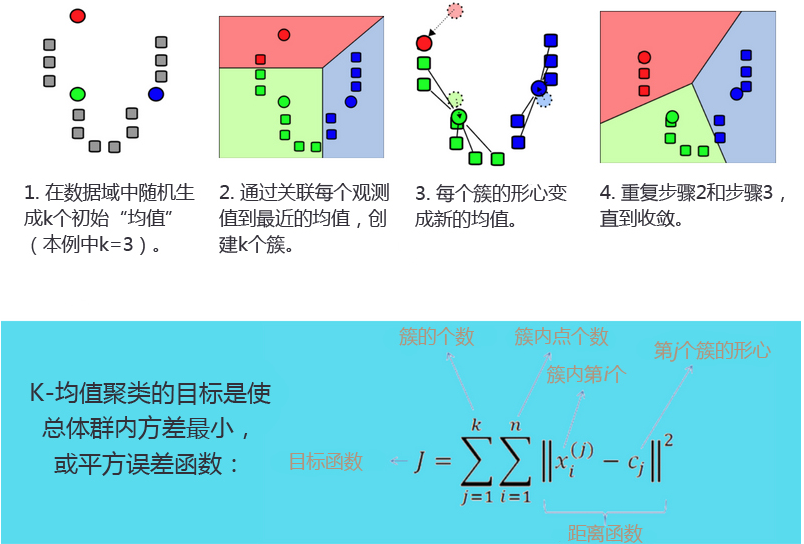 1. 在数据域中随机生
成k个初始“均值”
（本例中k=3）。
2. 通过关联每个观测
值到最近的均值，创
建k个簇。
3. 每个簇的形心变
成新的均值。
4. 重复步骤2和步骤3，
直到收敛。
K-均值聚类的目标是使
总体群内方差最小，
或平方误差函数：
簇的个数
簇内点个数
第j个簇的形心
簇内第i个
目标函数
← J = ∑_{j=1}^{k} ∑_{i=1}^{n} ‖x_i^{(j)} − c_j‖^2
距离函数